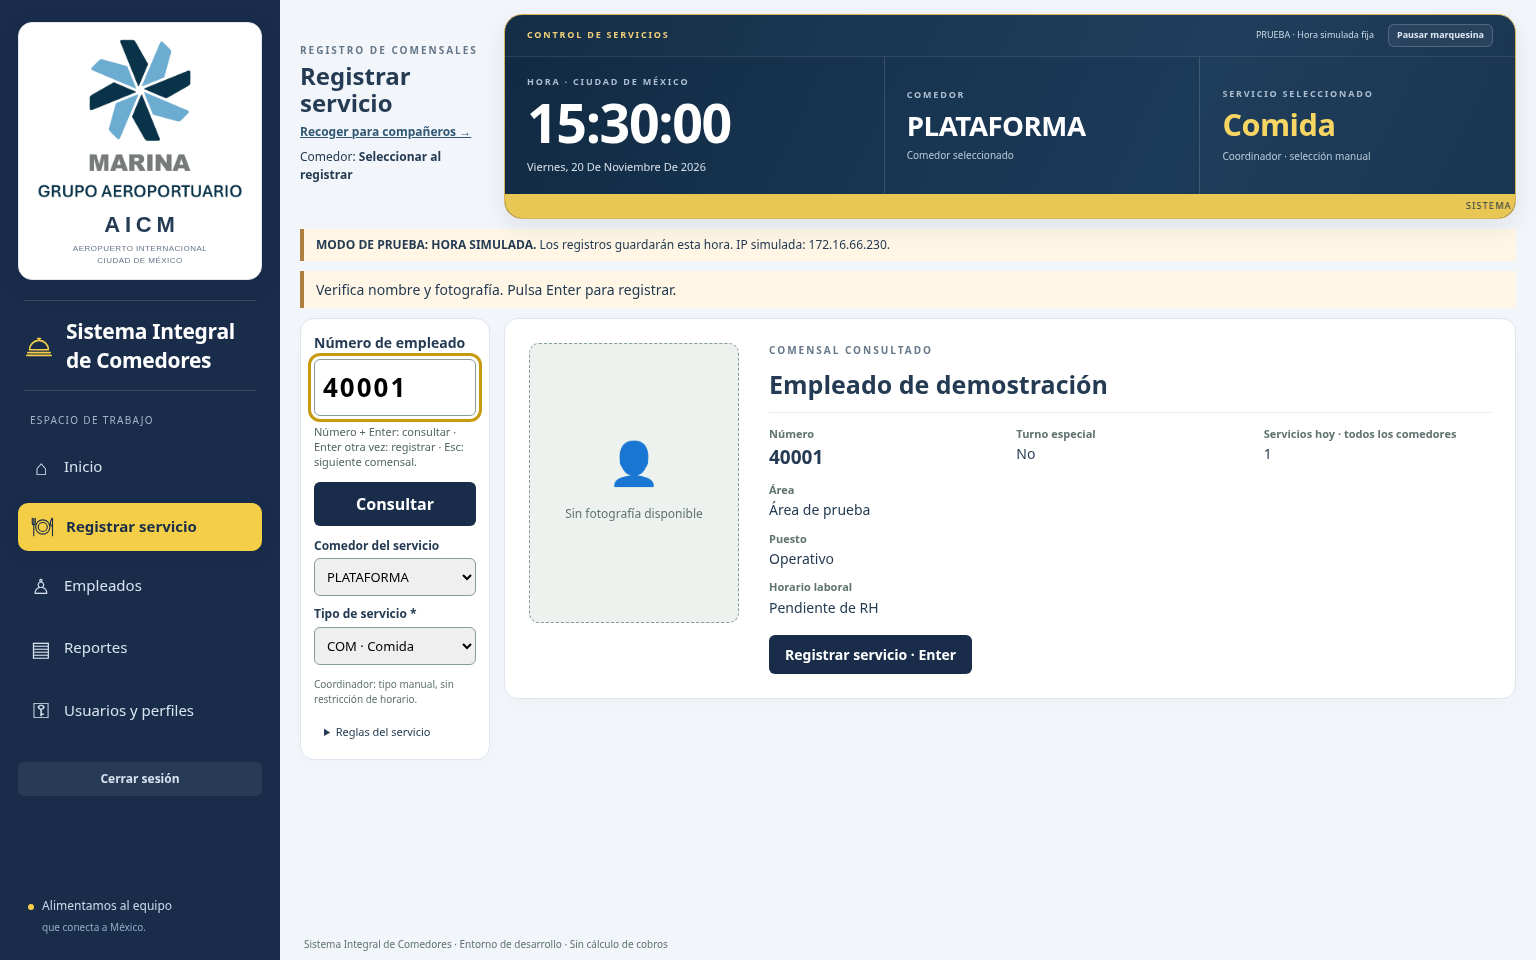 MARINA
GRUPO AEROPORTUARIO
AICM
AEROPUERTO INTERNACIONAL
CIUDAD DE MÉXICO
Sistema Integral
de Comedores
ESPACIO DE TRABAJO
Inicio
Registrar servicio
Empleados
Reportes
Usuarios y perfiles
Cerrar sesión
Alimentamos al equipo
que conecta a México.
REGISTRO DE COMENSALES
Registrar
servicio
Recoger para compañeros →
Comedor: Seleccionar al
registrar
CONTROL DE SERVICIOS
PRUEBA · Hora simulada fija
Pausar marquesina
HORA · CIUDAD DE MÉXICO
15:30:00
Viernes, 20 De Noviembre De 2026
COMEDOR
PLATAFORMA
Comedor seleccionado
SERVICIO SELECCIONADO
Comida
Coordinador · selección manual
SISTEMA
MODO DE PRUEBA: HORA SIMULADA. Los registros guardarán esta hora. IP simulada: 172.16.66.230.
Verifica nombre y fotografía. Pulsa Enter para registrar.
Número de empleado
40001
Número + Enter: consultar ·
Enter otra vez: registrar · Esc:
siguiente comensal.
Consultar
Comedor del servicio
PLATAFORMA
Tipo de servicio *
COM · Comida
Coordinador: tipo manual, sin
restricción de horario.
Reglas del servicio
Sin fotografía disponible
COMENSAL CONSULTADO
Empleado de demostración
Número
40001
Turno especial
No
Servicios hoy · todos los comedores
1
Área
Área de prueba
Puesto
Operativo
Horario laboral
Pendiente de RH
Registrar servicio · Enter
Sistema Integral de Comedores · Entorno de desarrollo · Sin cálculo de cobros